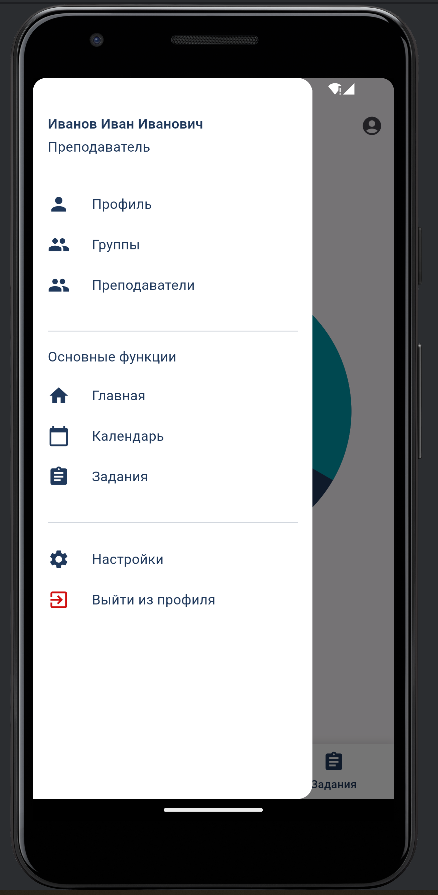 Иванов Иван Иванович
Преподаватель
Профиль
Группы
Преподаватели
Основные функции
Главная
Календарь
Задания
Настройки
Выйти из профиля
Задания